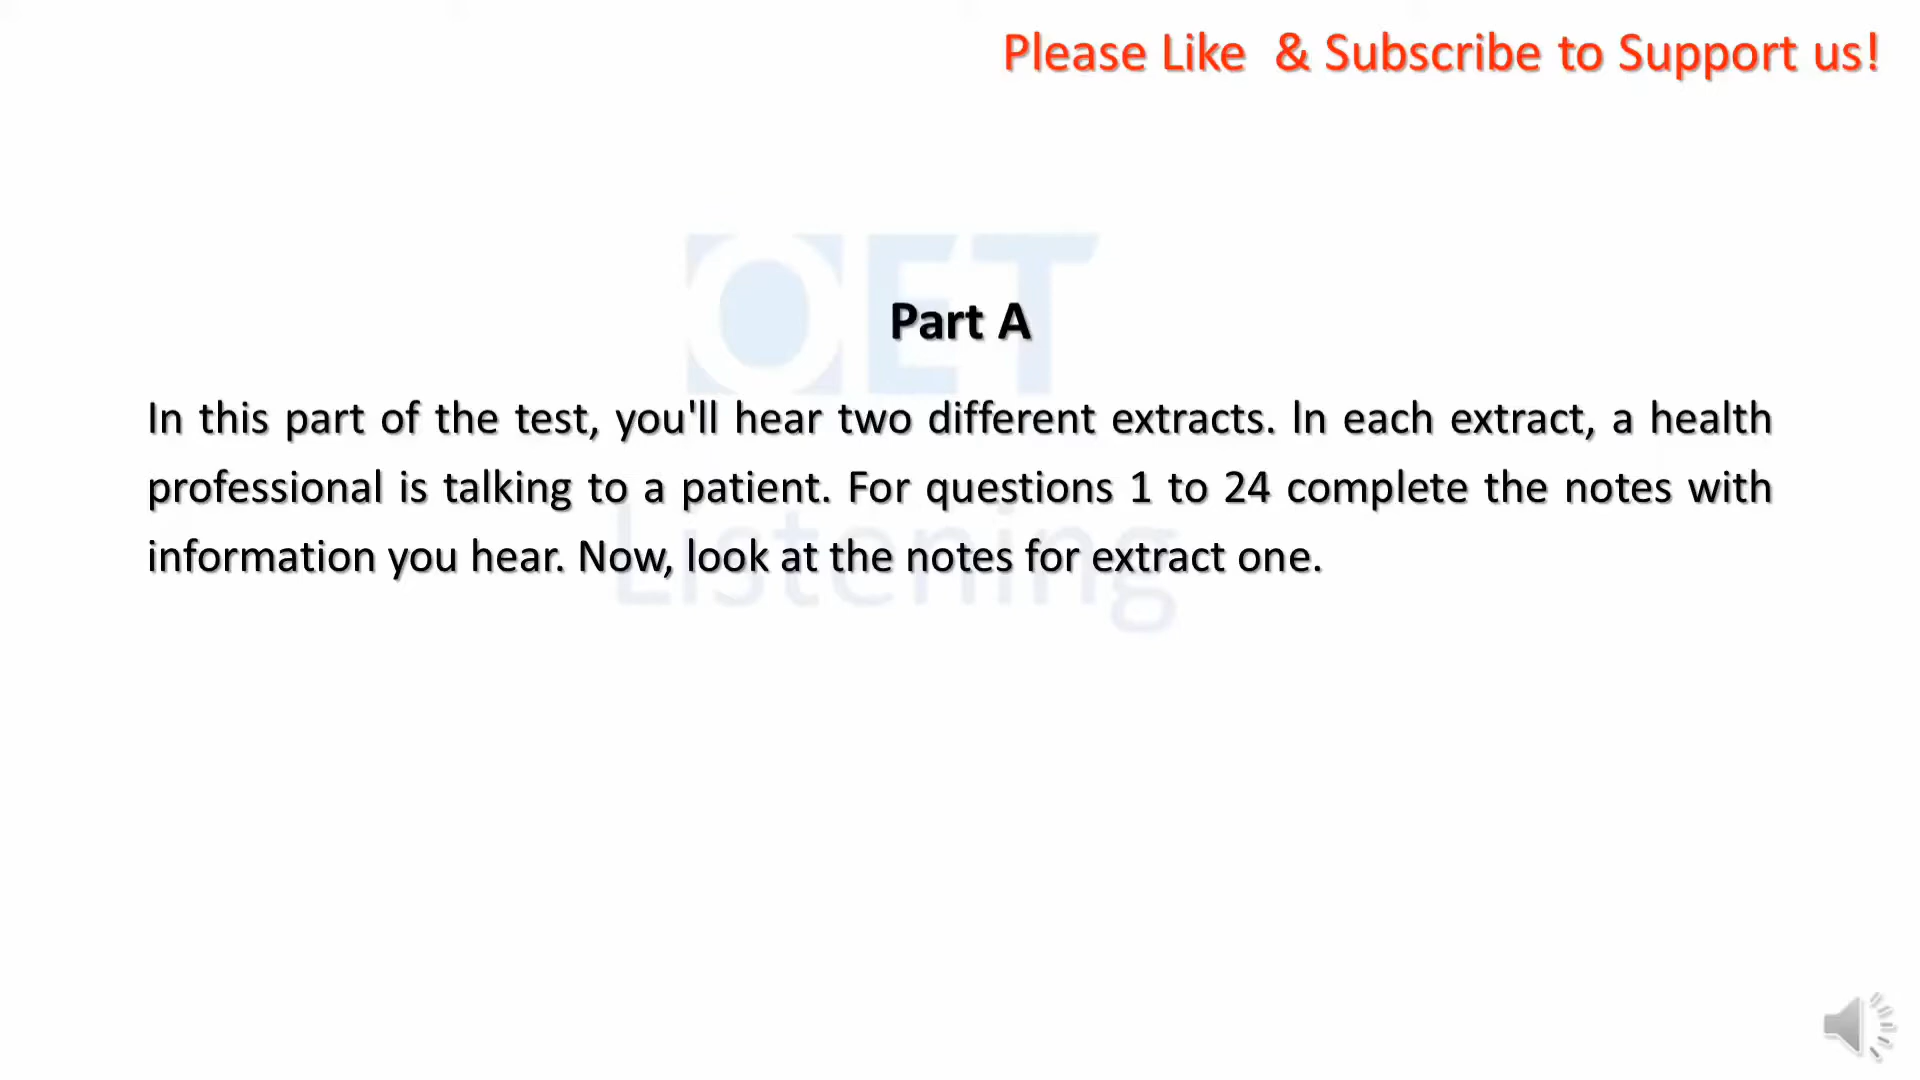 Please Like & Subscribe to Support us!
OET
Part A
In this part of the test, you'll hear two different extracts. In each extract, a health
professional is talking to a patient. For questions 1 to 24 complete the notes with
information you hear. Now, look at the notes for extract one.
Listening